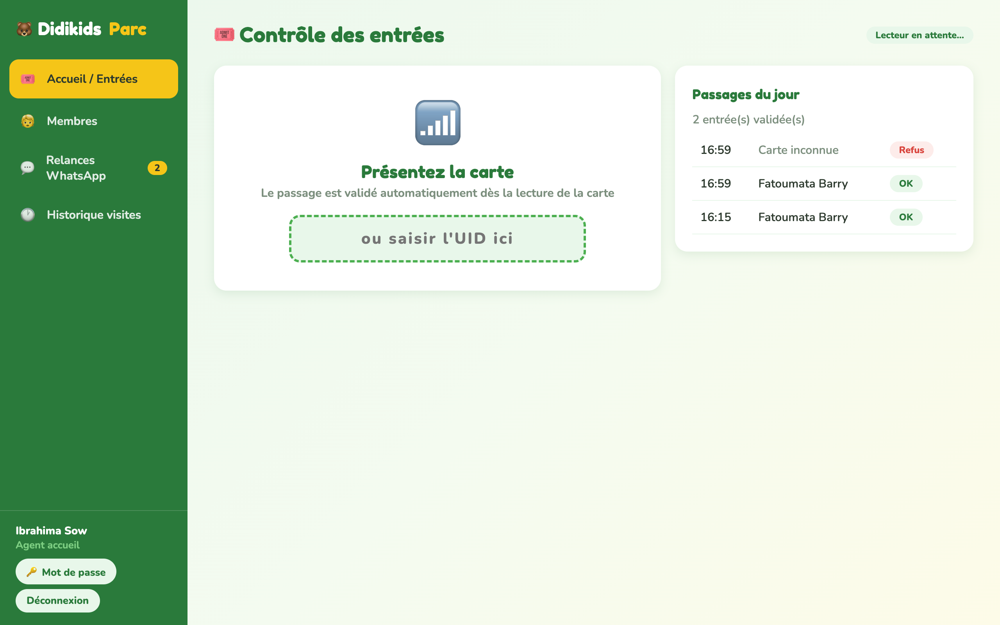 Didikids Parc
Accueil / Entrées
Membres
Relances
WhatsApp
2
Historique visites
Ibrahima Sow
Agent accueil
Mot de passe
Déconnexion
ADMIT
ONE
Contrôle des entrées
Lecteur en attente...
Présentez la carte
Le passage est validé automatiquement dès la lecture de la carte
ou saisir l'UID ici
Passages du jour
2 entrée(s) validée(s)
16:59 Carte inconnue Refus
16:59 Fatoumata Barry OK
16:15 Fatoumata Barry OK